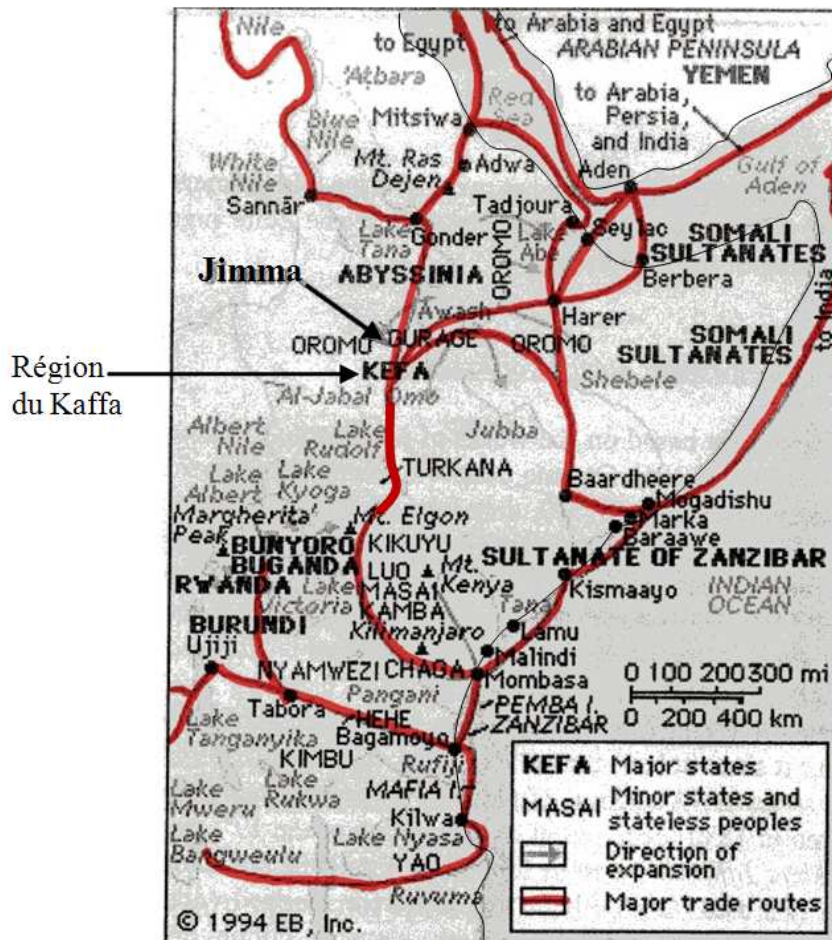 to Arabia and Egypt
to Egypt
ARABIAN PENINSULA
YEMEN
Nile
'Atbara
Red
Sea
to Arabia,
Persia,
and India
Blue
Nile
Mitsiwa
Mt. Ras
Dejen
Adwa
Aden
Gulf of
Aden
White
Nile
Sannār
Tadjoura
Lake
Tana
Gonder
Lake
Abe
Seylac
SOMALI
SULTANATES
OROMO
Jimma
ABYSSINIA
Berbera
to India
Awash
Harer
OROMO
GURAGE
OROMO
SOMALI
SULTANATES
Région
du Kaffa
KEFA
Shebele
Al-Jabal
Omo
Albert
Nile
Lake
Rudolf
Jubba
Lake
Albert
Lake
Kyoga
TURKANA
Baardheere
Mogadishu
Marka
Baraawe
Margherita
Peak
Mt. Elgon
BUNYORO
BUGANDA
KIKUYU
SULTANATE OF ZANZIBAR
RWANDA
Lake
Victoria
LUO
MASAI
KAMBA
Mt.
Kenya
Kismaayo
INDIAN
OCEAN
Tana
BURUNDI
Kilimanjaro
Lamu
Ujiji
Malindi
NYAMWEZI
CHAGA
Mombasa
0 100 200 300 mi
0 200 400 km
Pangani
PEMBA I.
ZANZIBAR
Tabora
HEHE
Bagamoyo
Lake
Tanganyika
KIMBU
Rufiji
Lake
Rukwa
MAFIA I.
Lake
Mweru
Kilwa
Lake
Bangweulu
Lake Nyasa
YAO
Ruvuma
KEFA Major states
MASAI Minor states and
stateless peoples
Direction of
expansion
Major trade routes
© 1994 EB, Inc.